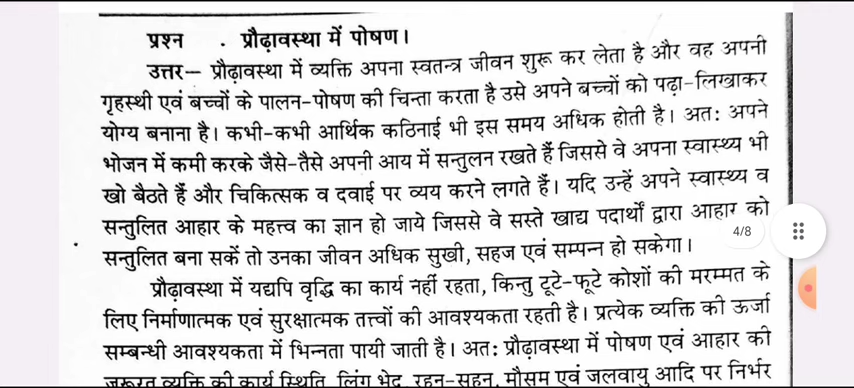 प्रश्न . प्रौढ़ावस्था में पोषण।
उत्तर— प्रौढ़ावस्था में व्यक्ति अपना स्वतन्त्र जीवन शुरू कर लेता है और वह अपनी
गृहस्थी एवं बच्चों के पालन-पोषण की चिन्ता करता है उसे अपने बच्चों को पढ़ा-लिखाकर
योग्य बनाना है। कभी-कभी आर्थिक कठिनाई भी इस समय अधिक होती है। अतः अपने
भोजन में कमी करके जैसे-तैसे अपनी आय में सन्तुलन रखते हैं जिससे वे अपना स्वास्थ्य भी
खो बैठते हैं और चिकित्सक व दवाई पर व्यय करने लगते हैं। यदि उन्हें अपने स्वास्थ्य व
सन्तुलित आहार के महत्त्व का ज्ञान हो जाये जिससे वे सस्ते खाद्य पदार्थों द्वारा आहार को
सन्तुलित बना सकें तो उनका जीवन अधिक सुखी, सहज एवं सम्पन्न हो सकेगा।
4/8
प्रौढ़ावस्था में यद्यपि वृद्धि का कार्य नहीं रहता, किन्तु टूटे-फूटे कोशों की मरम्मत के
लिए निर्माणात्मक एवं सुरक्षात्मक तत्त्वों की आवश्यकता रहती है। प्रत्येक व्यक्ति की ऊर्जा
सम्बन्धी आवश्यकता में भिन्नता पायी जाती है। अतः प्रौढ़ावस्था में पोषण एवं आहार की
जरूरत व्यक्ति की कार्य स्थिति, लिंग भेद, रहन-सहन, मौसम एवं जलवायु आदि पर निर्भर